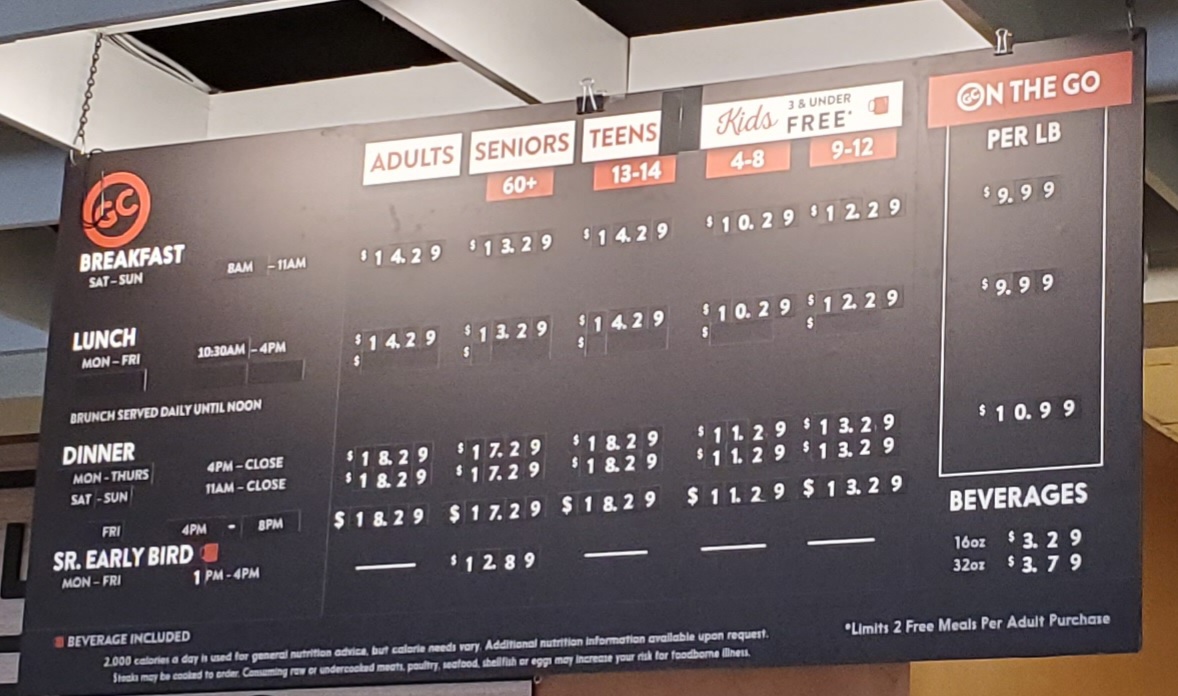 ADULTS SENIORS TEENS Kids 3 & UNDER FREE* GC ON THE GO
60+ 13-14 4-8 9-12 PER LB
GC
BREAKFAST $14.29 $13.29 $14.29 $10.29 $12.29 $9.99
SAT-SUN 8AM - 11AM
LUNCH $14.29 $13.29 $14.29 $10.29 $12.29 $9.99
MON-FRI 10:30AM - 4PM $ $ $ $ $
BRUNCH SERVED DAILY UNTIL NOON
DINNER $10.99
MON-THURS 4PM-CLOSE $18.29 $17.29 $18.29 $11.29 $13.29
SAT-SUN 11AM-CLOSE $18.29 $17.29 $18.29 $11.29 $13.29
FRI 4PM - 8PM $18.29 $17.29 $18.29 $11.29 $13.29
SR. EARLY BIRD
MON-FRI 1PM-4PM $12.89
BEVERAGES
16oz $3.29
32oz $3.79
BEVERAGE INCLUDED
*Limits 2 Free Meals Per Adult Purchase
2,000 calories a day is used for general nutrition advice, but calorie needs vary. Additional nutrition information available upon request.
Steaks may be cooked to order. Consuming raw or undercooked meats, poultry, seafood, shellfish or eggs may increase your risk for foodborne illness.